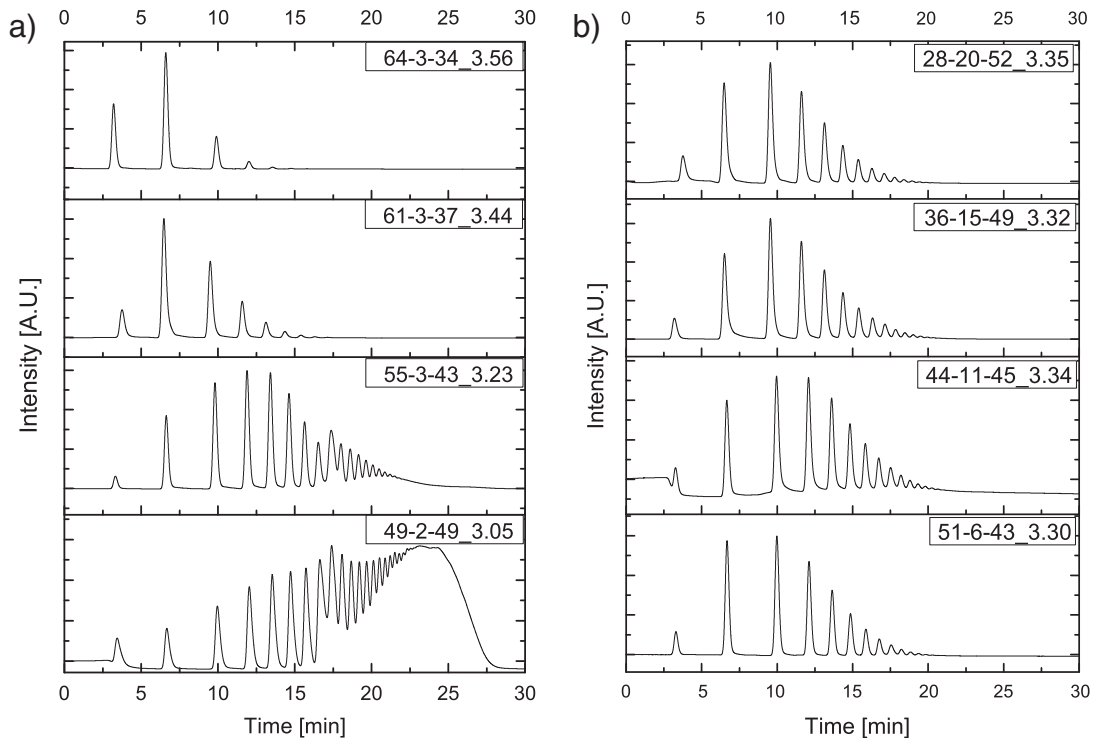 a)
0 5 10 15 20 25 30
64-3-34_3.56
61-3-37_3.44
55-3-43_3.23
49-2-49_3.05
Intensity [A.U.]
0 5 10 15 20 25 30
Time [min]
b)
0 5 10 15 20 25 30
28-20-52_3.35
36-15-49_3.32
44-11-45_3.34
51-6-43_3.30
Intensity [A.U.]
0 5 10 15 20 25 30
Time [min]